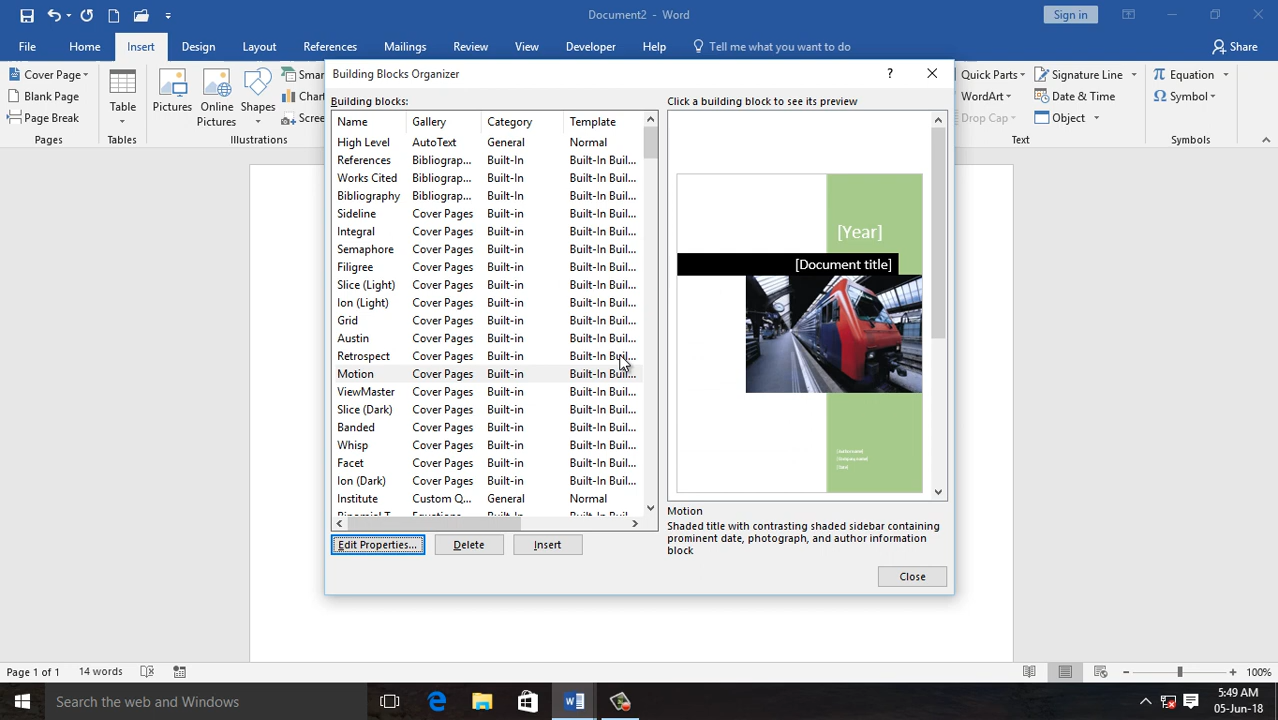 Document2 - Word
Sign in
File Home Insert Design Layout References Mailings Review View Developer Help Tell me what you want to do Share
Cover Page
Blank Page
Page Break
Pages
Table
Tables
Pictures
Online Pictures
Shapes
Smar
Chart
Scree
Illustrations
Quick Parts
WordArt
Drop Cap
Signature Line
Date & Time
Object
Text
Equation
Symbol
Symbols
Building Blocks Organizer
Building blocks:
Name Gallery Category Template
High Level AutoText General Normal
References Bibliograp... Built-In Built-In Buil...
Works Cited Bibliograp... Built-In Built-In Buil...
Bibliography Bibliograp... Built-In Built-In Buil...
Sideline Cover Pages Built-in Built-In Buil...
Integral Cover Pages Built-in Built-In Buil...
Semaphore Cover Pages Built-in Built-In Buil...
Filigree Cover Pages Built-in Built-In Buil...
Slice (Light) Cover Pages Built-in Built-In Buil...
Ion (Light) Cover Pages Built-in Built-In Buil...
Grid Cover Pages Built-in Built-In Buil...
Austin Cover Pages Built-in Built-In Buil...
Retrospect Cover Pages Built-in Built-In Buil...
Motion Cover Pages Built-in Built-In Buil...
ViewMaster Cover Pages Built-in Built-In Buil...
Slice (Dark) Cover Pages Built-in Built-In Buil...
Banded Cover Pages Built-in Built-In Buil...
Whisp Cover Pages Built-in Built-In Buil...
Facet Cover Pages Built-in Built-In Buil...
Ion (Dark) Cover Pages Built-in Built-In Buil...
Institute Custom Q... General Normal
Edit Properties... Delete Insert
Click a building block to see its preview
[Year]
[Document title]
[Author name]
[Company name]
[Date]
Motion
Shaded title with contrasting shaded sidebar containing
prominent date, photograph, and author information
block
Close
Page 1 of 1 14 words 100%
Search the web and Windows
5:49 AM
05-Jun-18